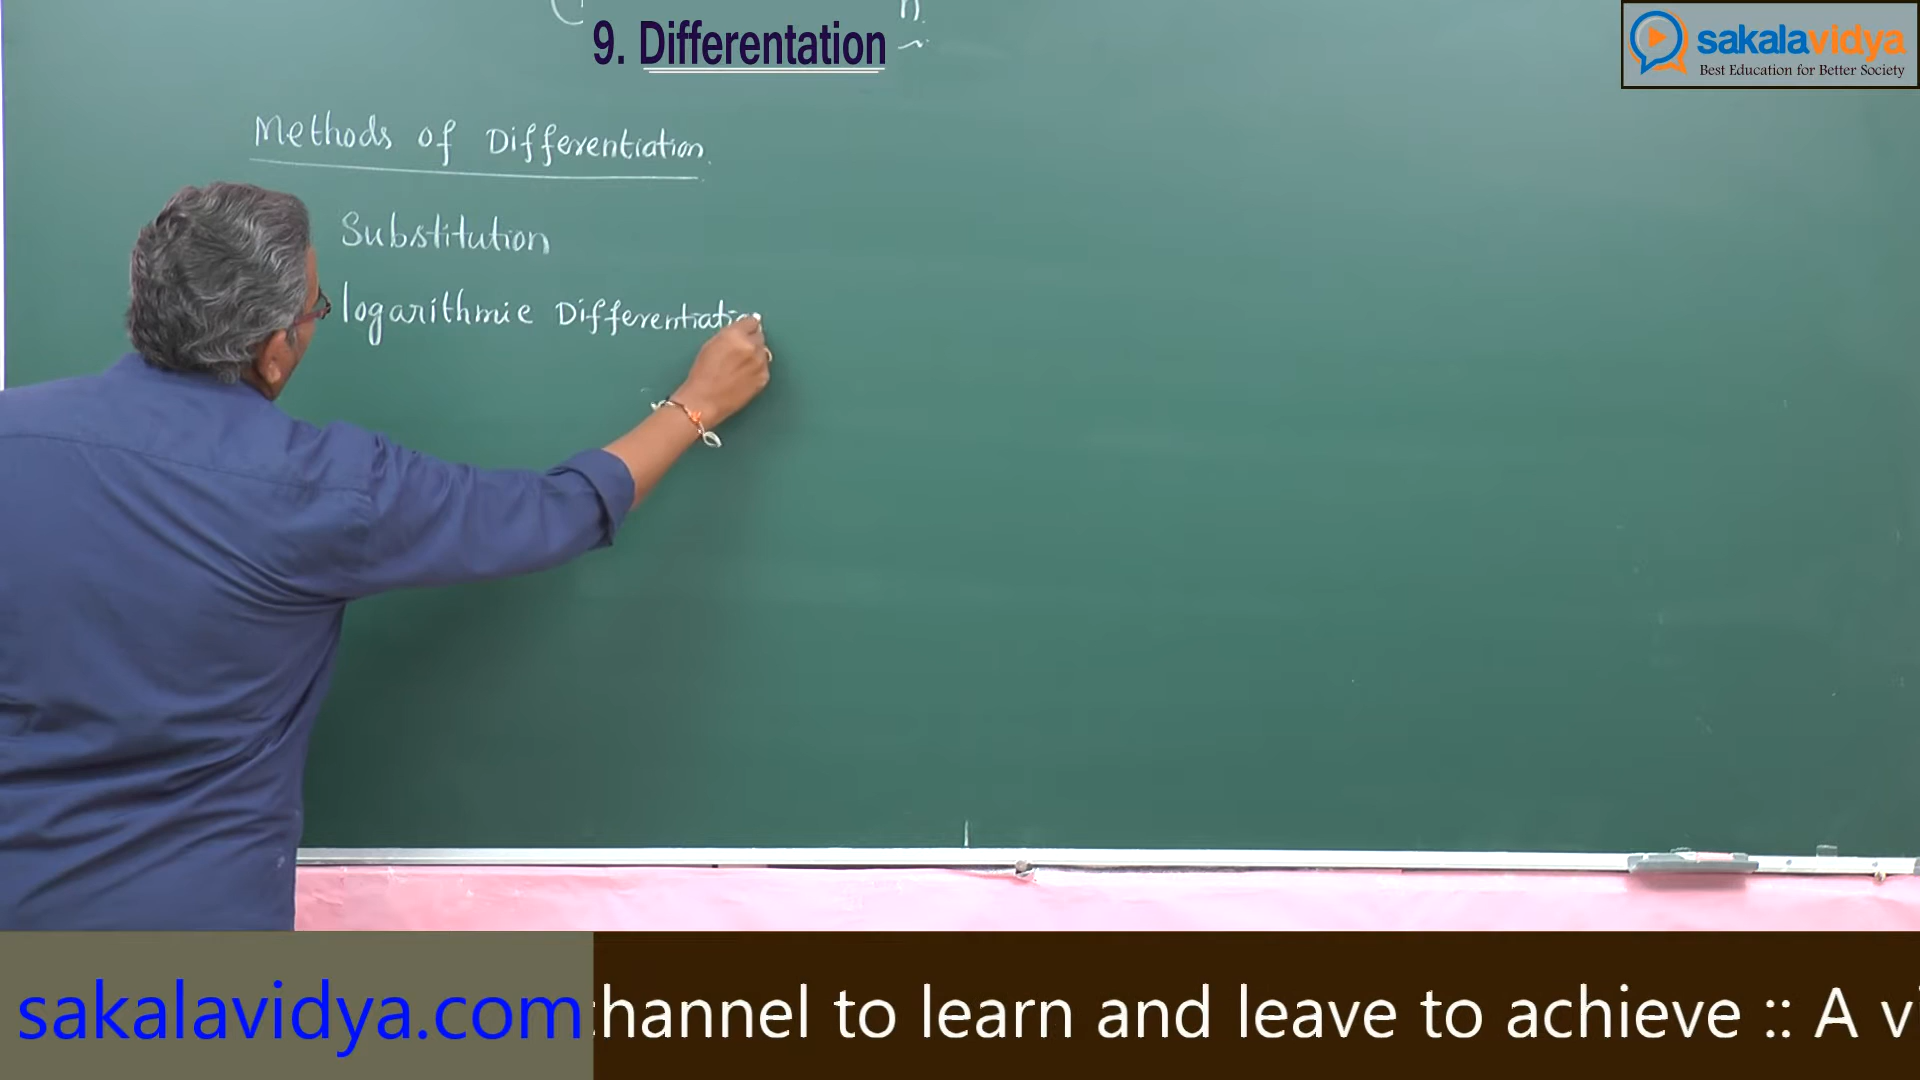 9. Differentation
sakalavidya
Best Education for Better Society
Methods of Differentiation.
Substitution
logarithmic Differentiation
sakalavidya.com
hannel to learn and leave to achieve :: A